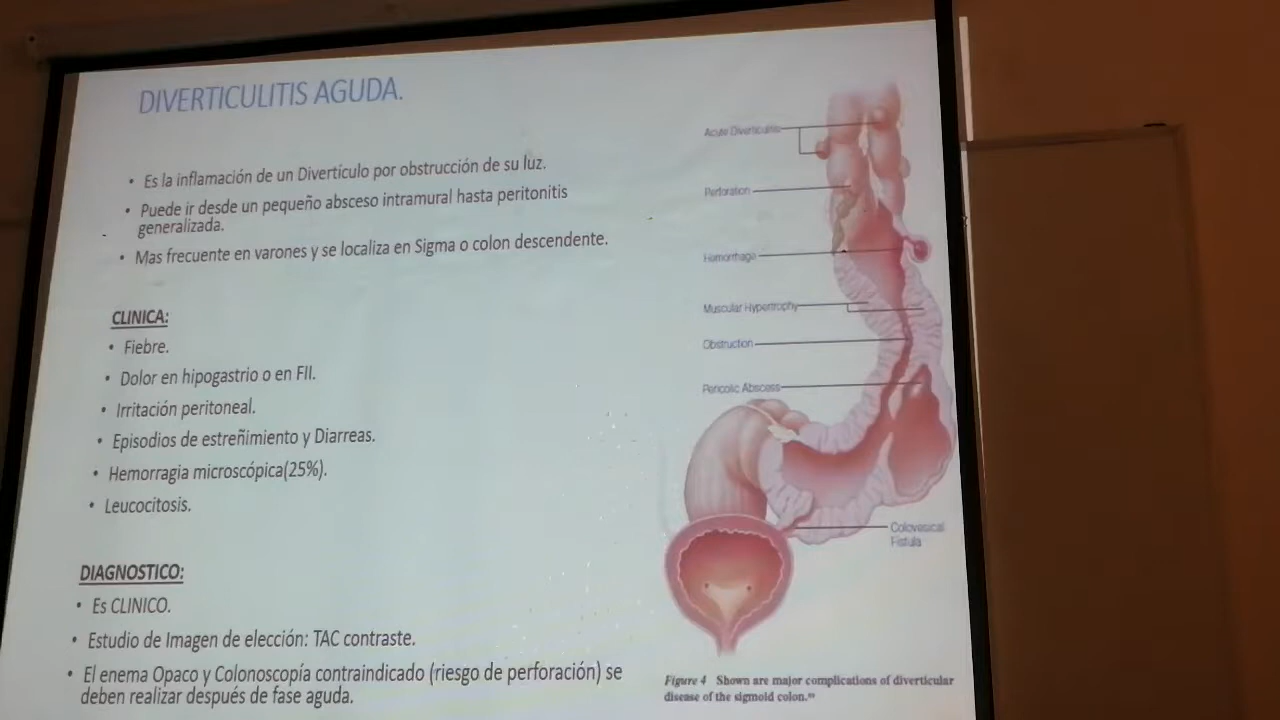 DIVERTICULITIS AGUDA.
• Es la inflamación de un Divertículo por obstrucción de su luz.
• Puede ir desde un pequeño absceso intramural hasta peritonitis
generalizada.
• Mas frecuente en varones y se localiza en Sigma o colon descendente.
CLINICA:
• Fiebre.
• Dolor en hipogastrio o en FII.
• Irritación peritoneal.
• Episodios de estreñimiento y Diarreas.
• Hemorragia microscópica(25%).
• Leucocitosis.
DIAGNOSTICO:
• Es CLINICO.
• Estudio de Imagen de elección: TAC contraste.
• El enema Opaco y Colonoscopía contraindicado (riesgo de perforación) se
deben realizar después de fase aguda.
Acute Diverticulitis
Perforation
Hemorrhage
Muscular Hypertrophy
Obstruction
Pericolic Abscess
Colovesical
Fistula
Figure 4 Shown are major complications of diverticular
disease of the sigmoid colon.